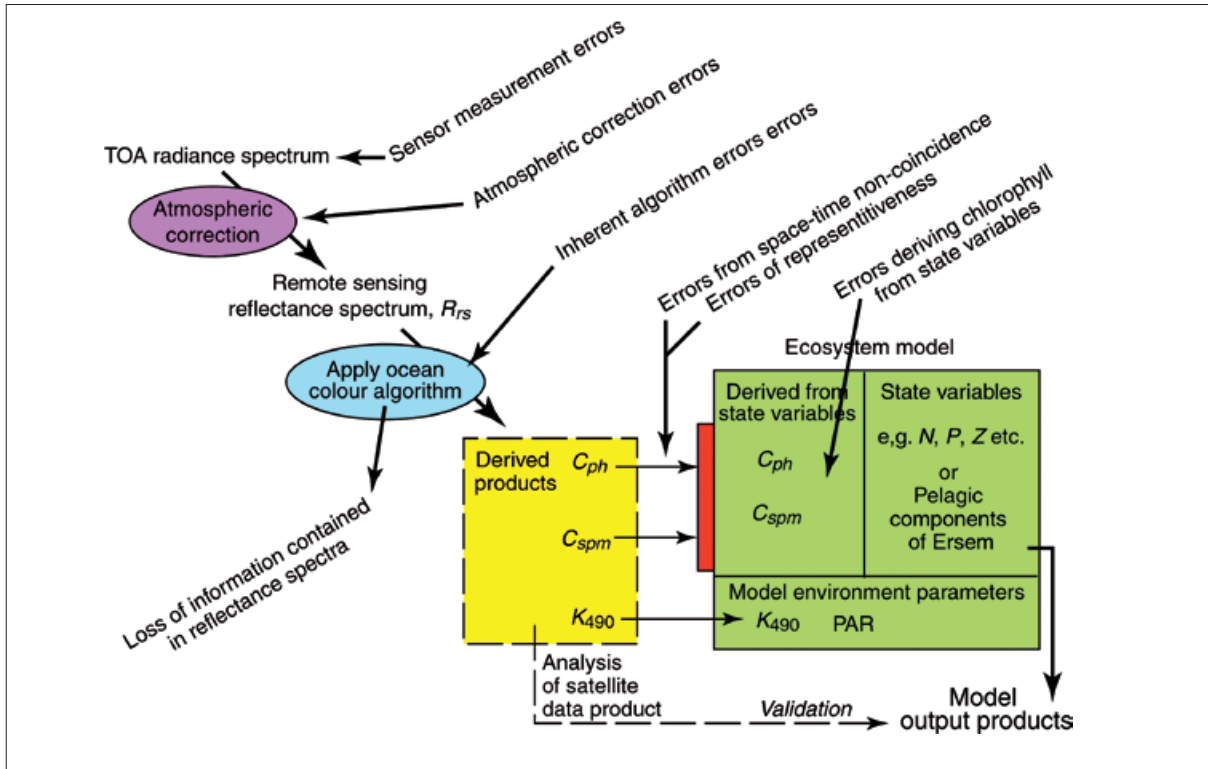 Sensor measurement errors
TOA radiance spectrum
Atmospheric correction errors
Atmospheric
correction
Inherent algorithm errors errors
Remote sensing
reflectance spectrum, Rrs
Errors from space-time non-coincidence
Errors of representitiveness
Errors deriving chlorophyll
from state variables
Apply ocean
colour algorithm
Loss of information contained
in reflectance spectra
Ecosystem model
Derived
products
Cph
Cspm
K490
Derived from
state variables
Cph
Cspm
State variables
e,g. N, P, Z etc.
or
Pelagic
components
of Ersem
Model environment parameters
K490 PAR
Analysis
of satellite
data product
Validation
Model
output products